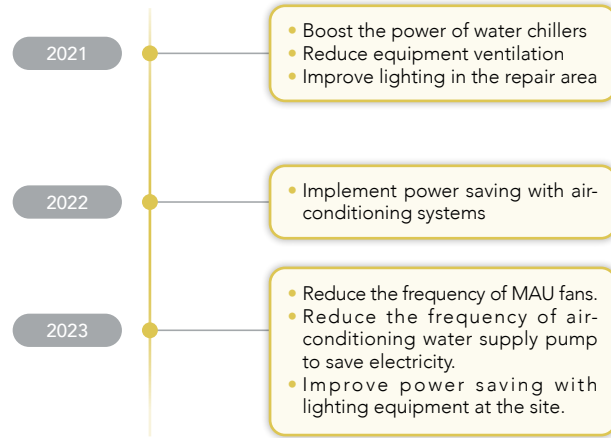 2021
Boost the power of water chillers
Reduce equipment ventilation
Improve lighting in the repair area
2022
Implement power saving with air-
conditioning systems
2023
Reduce the frequency of MAU fans.
Reduce the frequency of air-
conditioning water supply pump
to save electricity.
Improve power saving with
lighting equipment at the site.